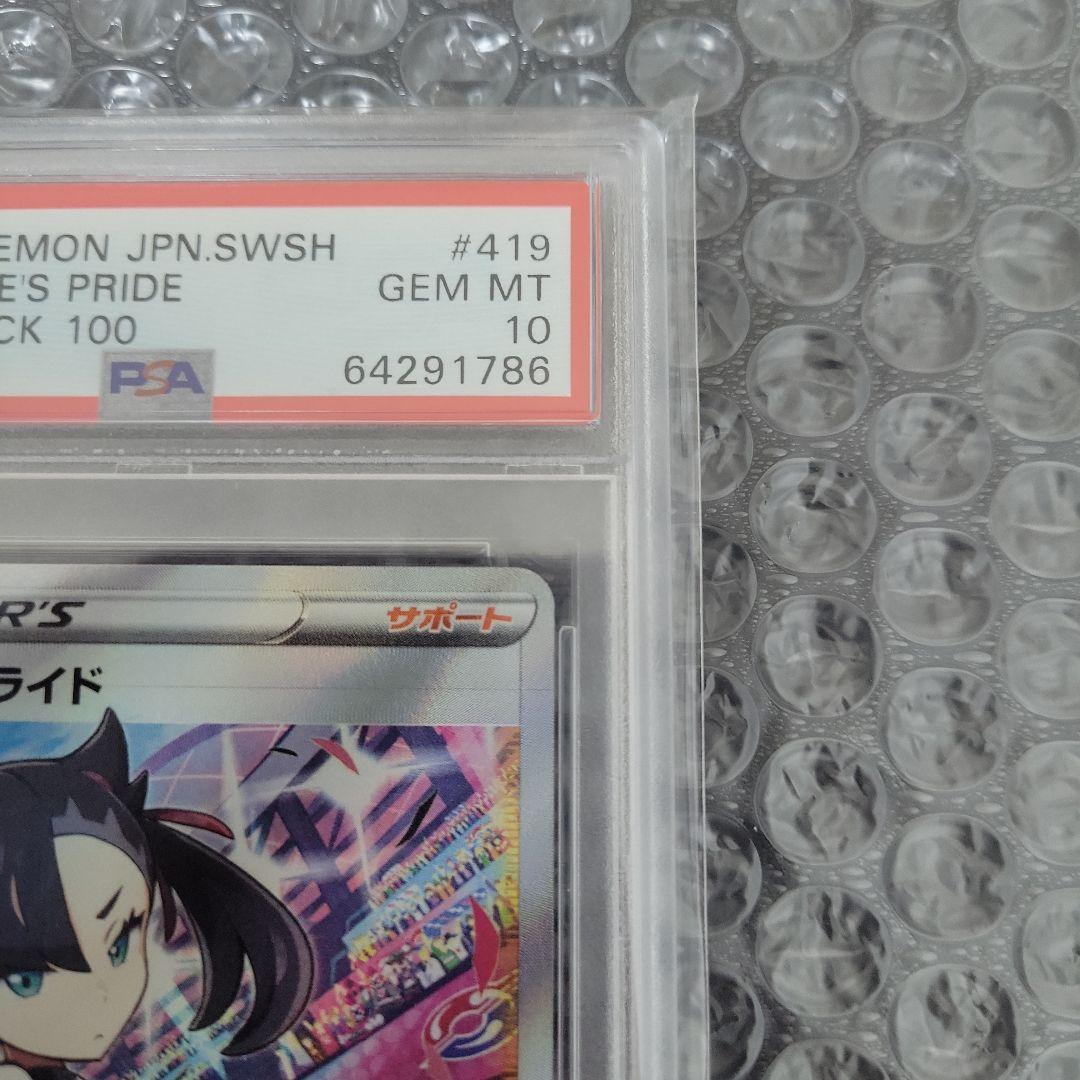 EMON JPN.SWSH #419
E'S PRIDE GEM MT
CK 100 10
PSA 64291786
R'S サポート
ライド